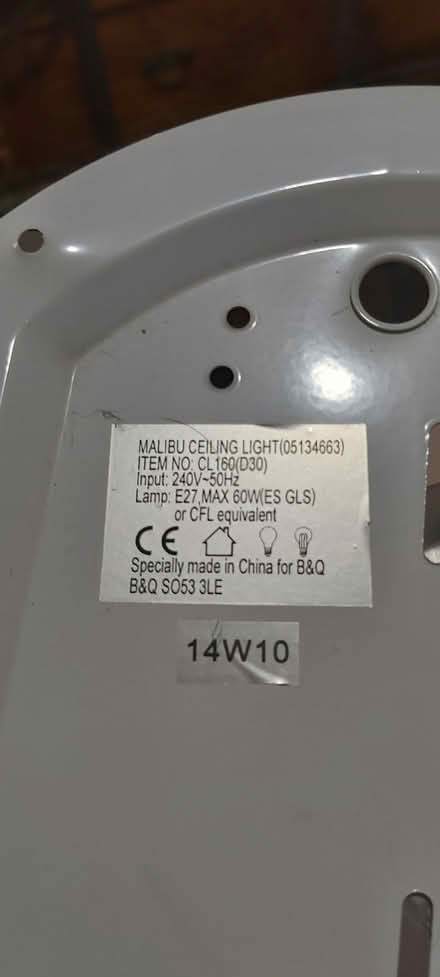 MALIBU CEILING LIGHT(05134663)
ITEM NO: CL160(D30)
Input: 240V~50Hz
Lamp: E27,MAX 60W(ES GLS)
or CFL equivalent
CE
Specially made in China for B&Q
B&Q SO53 3LE
14W10